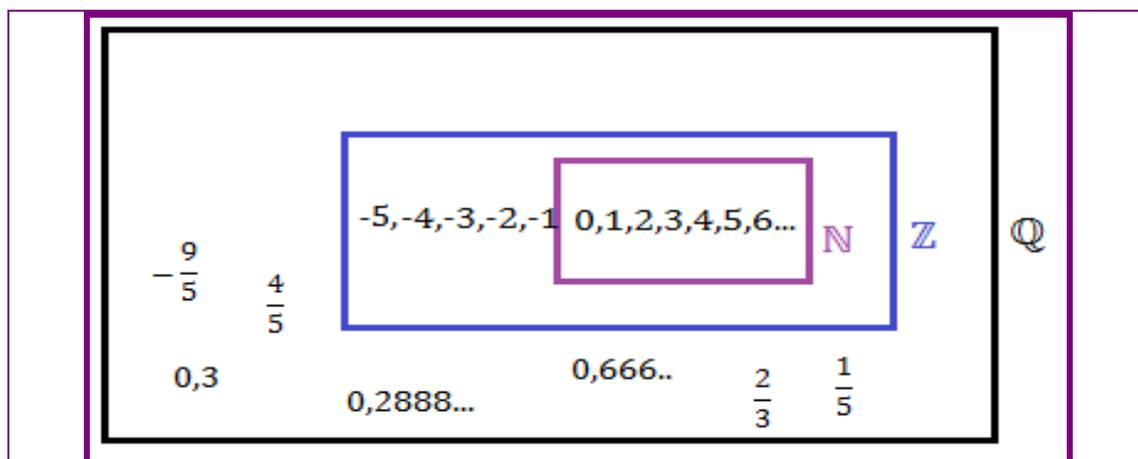 -5,-4,-3,-2,-1 0,1,2,3,4,5,6... ℕ ℤ ℚ
−9/5 4/5
0,3 0,2888... 0,666.. 2/3 1/5